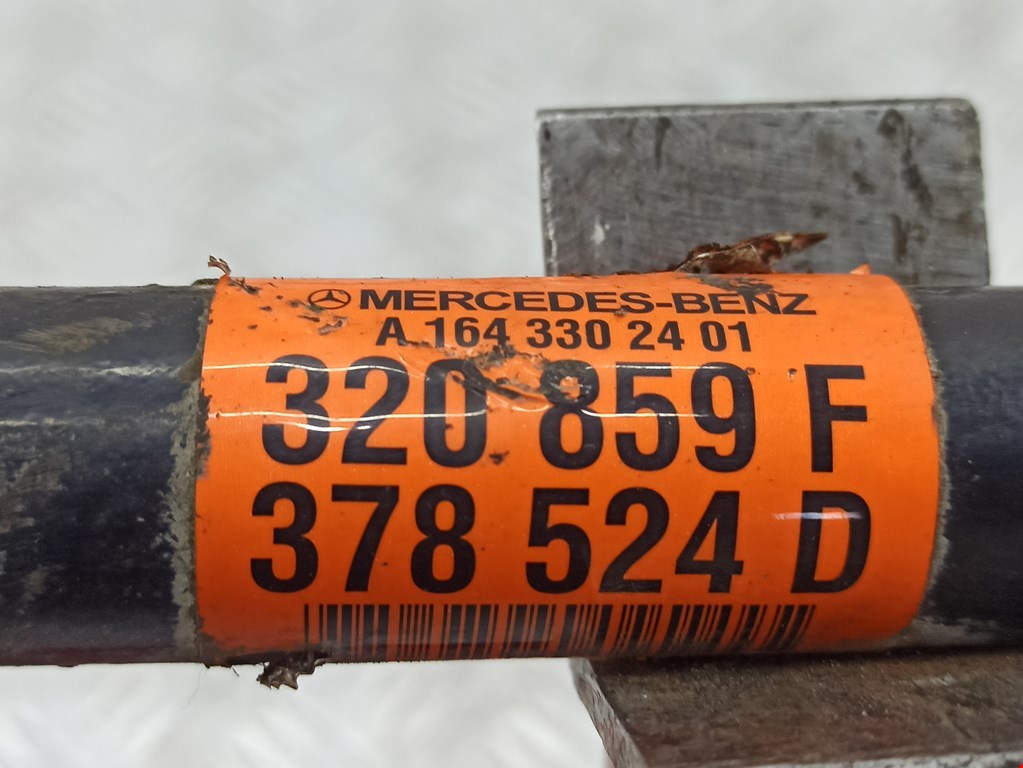 MERCEDES-BENZ
A 164 330 24 01
320 859 F
378 524 D